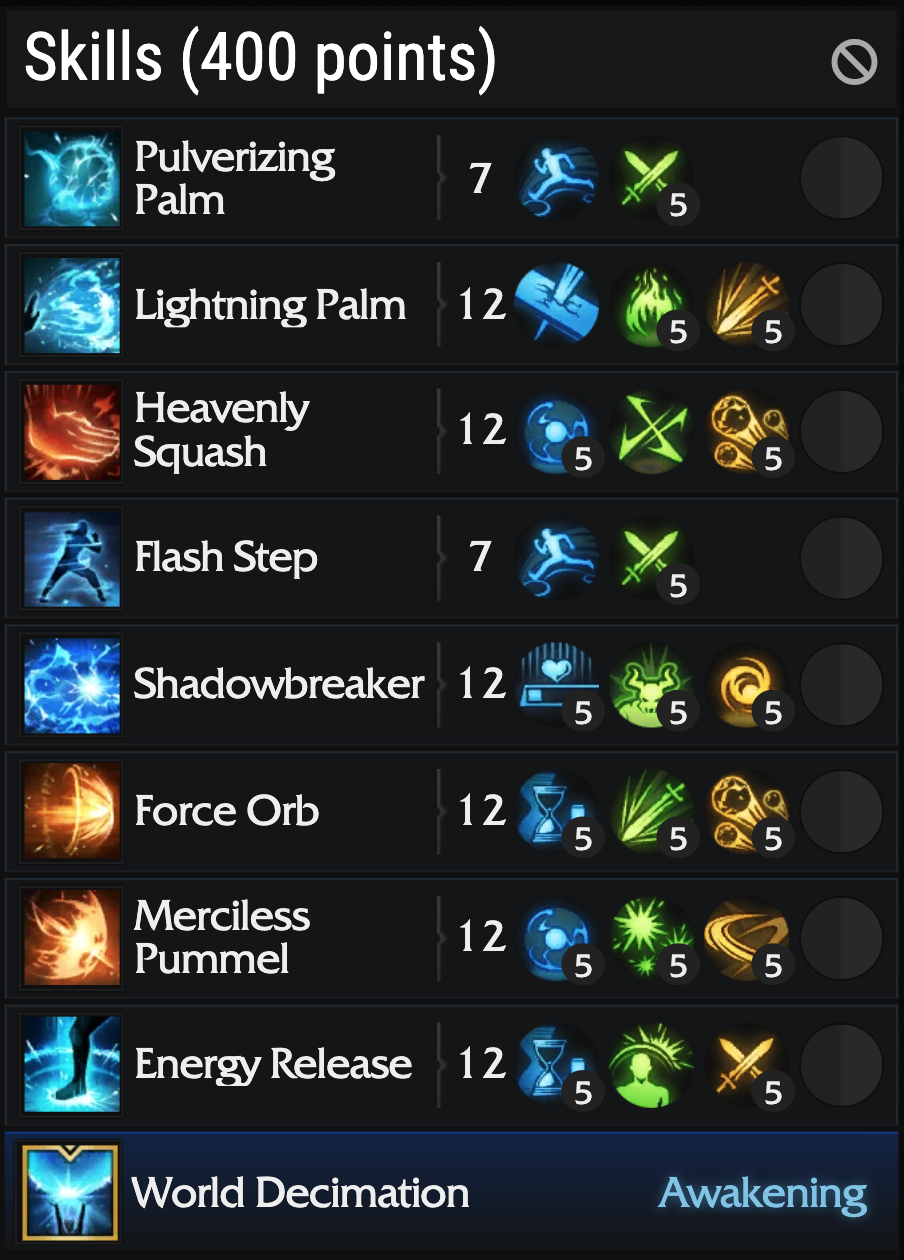 Skills (400 points)
Pulverizing
Palm
7
5
Lightning Palm
12
5
5
Heavenly
Squash
12
5
5
Flash Step
7
5
Shadowbreaker
12
5
5
5
Force Orb
12
5
5
5
Merciless
Pummel
12
5
5
5
Energy Release
12
5
5
World Decimation
Awakening